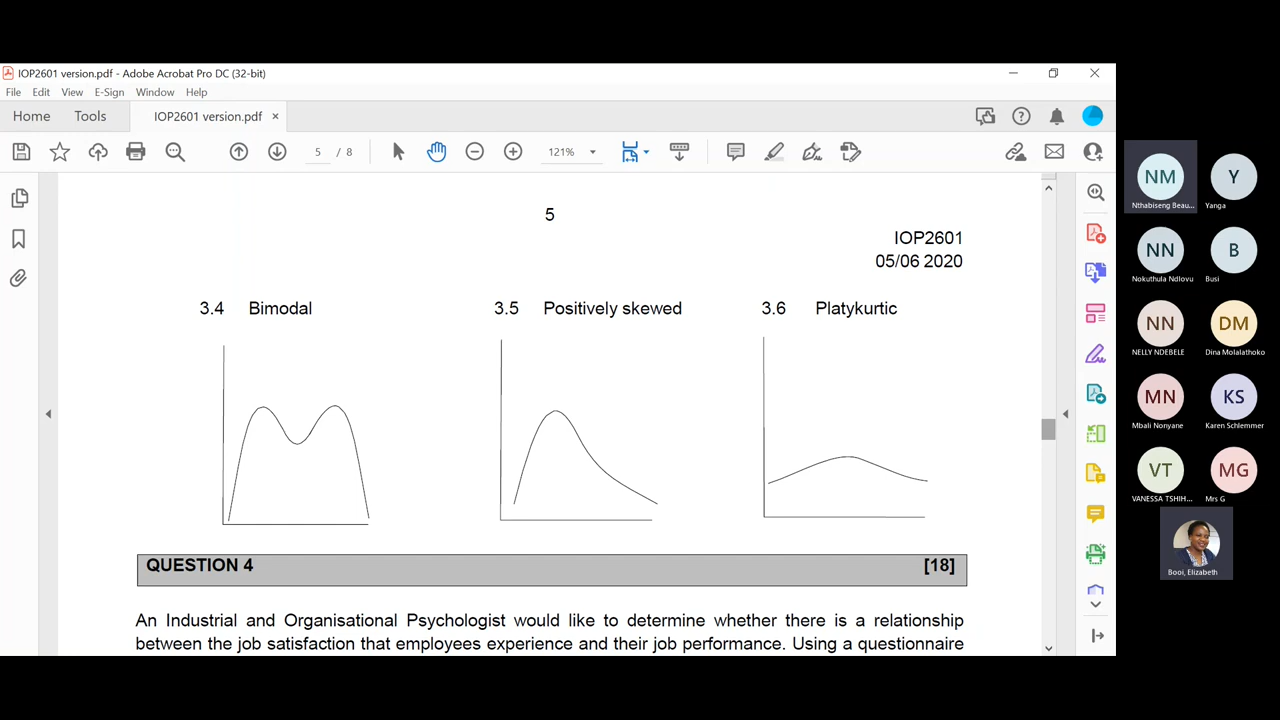 IOP2601 version.pdf - Adobe Acrobat Pro DC (32-bit)
File Edit View E-Sign Window Help
Home Tools IOP2601 version.pdf ×
5 / 8 121%
5
IOP2601
05/06 2020
3.4 Bimodal 3.5 Positively skewed 3.6 Platykurtic
QUESTION 4 [18]
An Industrial and Organisational Psychologist would like to determine whether there is a relationship
between the job satisfaction that employees experience and their job performance. Using a questionnaire
NM Y
Nthabiseng Beau... Yanga
NN B
Nokuthula Ndlovu Busi
NN DM
NELLY NDEBELE Dina Molalathoko
MN KS
Mbali Nonyane Karen Schlemmer
VT MG
VANESSA TSHIH... Mrs G
Booi, Elizabeth